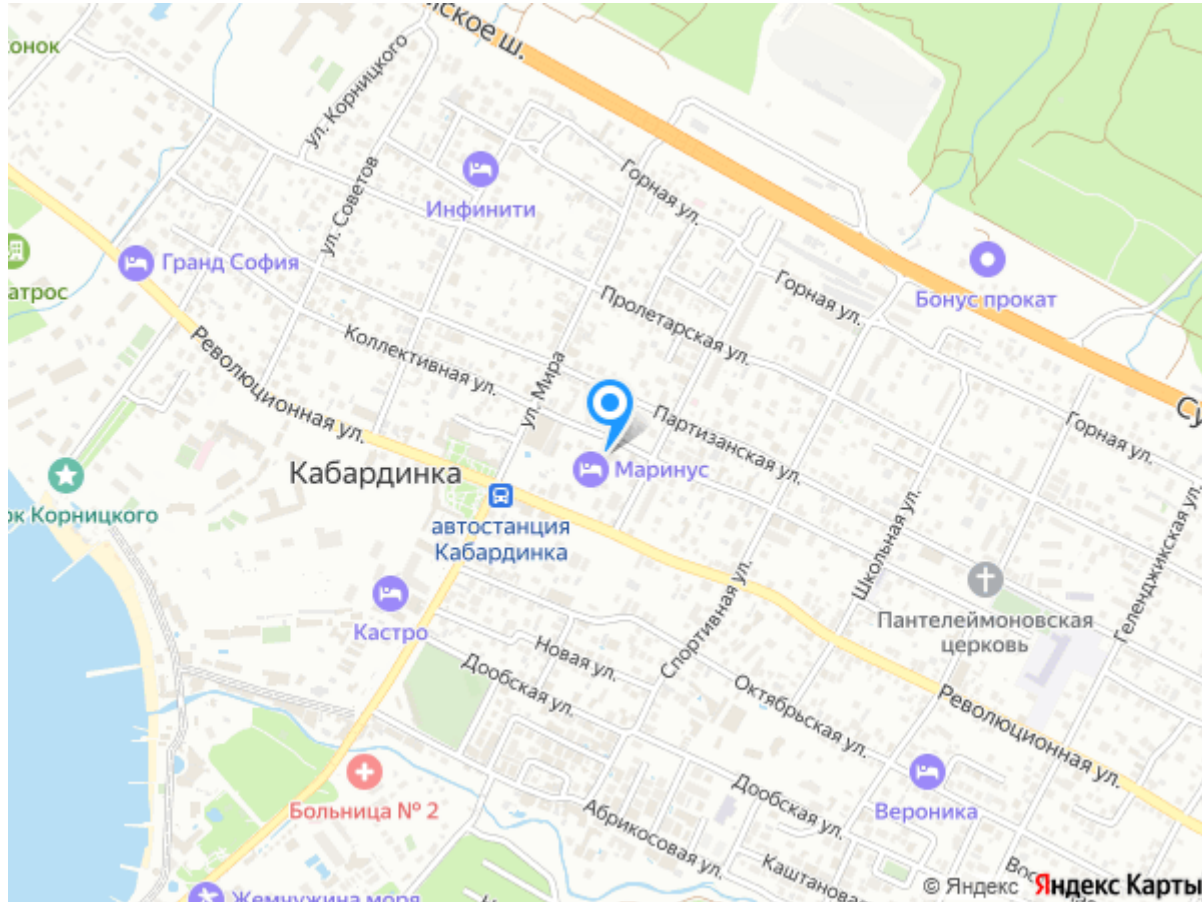 онок
ское ш.
ул. Корницкого
ул. Советов
Инфинити
Горная ул.
Гранд София
атрос
Бонус прокат
Горная ул.
Пролетарская ул.
Коллективная ул.
Революционная ул.
ул. Мира
Партизанская ул.
Су
Горная ул.
Маринус
Кабардинка
автостанция
Кабардинка
ок Корницкого
Школьная ул.
Геленджикская ул.
Пантелеймоновская
церковь
Кастро
Новая ул.
Спортивная ул.
Дообская ул.
Октябрьская ул.
Революционная ул.
Больница № 2
Вероника
Дообская ул.
Абрикосовая ул.
Каштановая
Вос
Жемчужина моря
© Яндекс Яндекс Карты